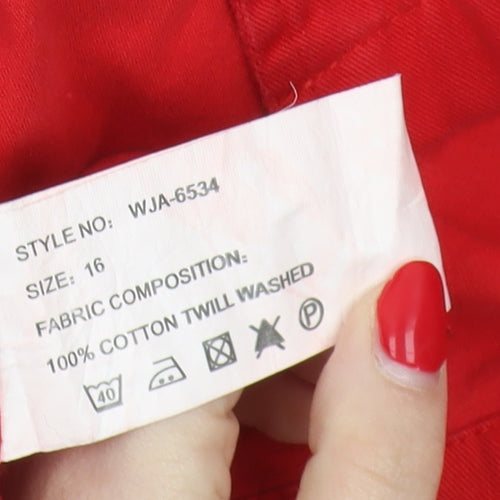 STYLE NO: WJA-6534
SIZE: 16
FABRIC COMPOSITION:
100% COTTON TWILL WASHED
40 P